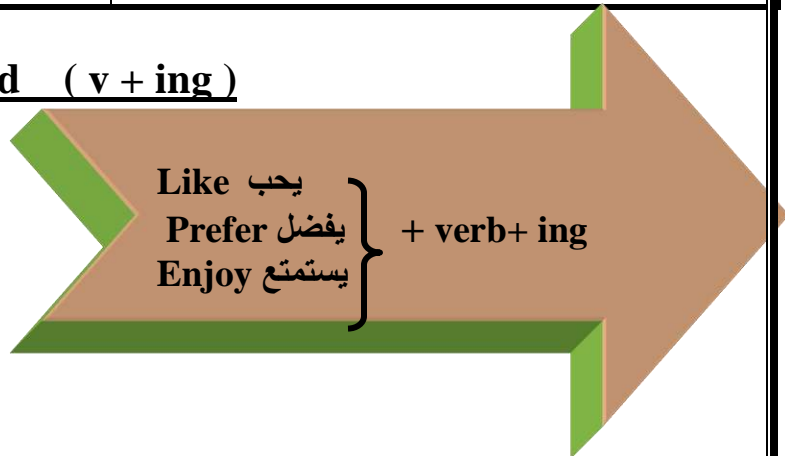 d ( v + ing )
Like يحب
Prefer يفضل + verb+ ing
Enjoy يستمتع